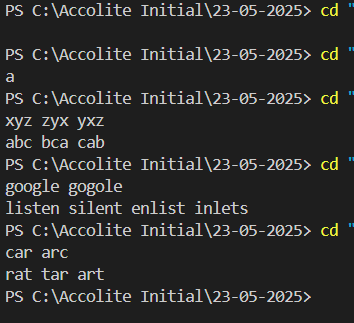 PS C:\Accolite Initial\23-05-2025> cd "
PS C:\Accolite Initial\23-05-2025> cd "
a
PS C:\Accolite Initial\23-05-2025> cd "
xyz zyx yxz
abc bca cab
PS C:\Accolite Initial\23-05-2025> cd "
google gogole
listen silent enlist inlets
PS C:\Accolite Initial\23-05-2025> cd "
car arc
rat tar art
PS C:\Accolite Initial\23-05-2025>